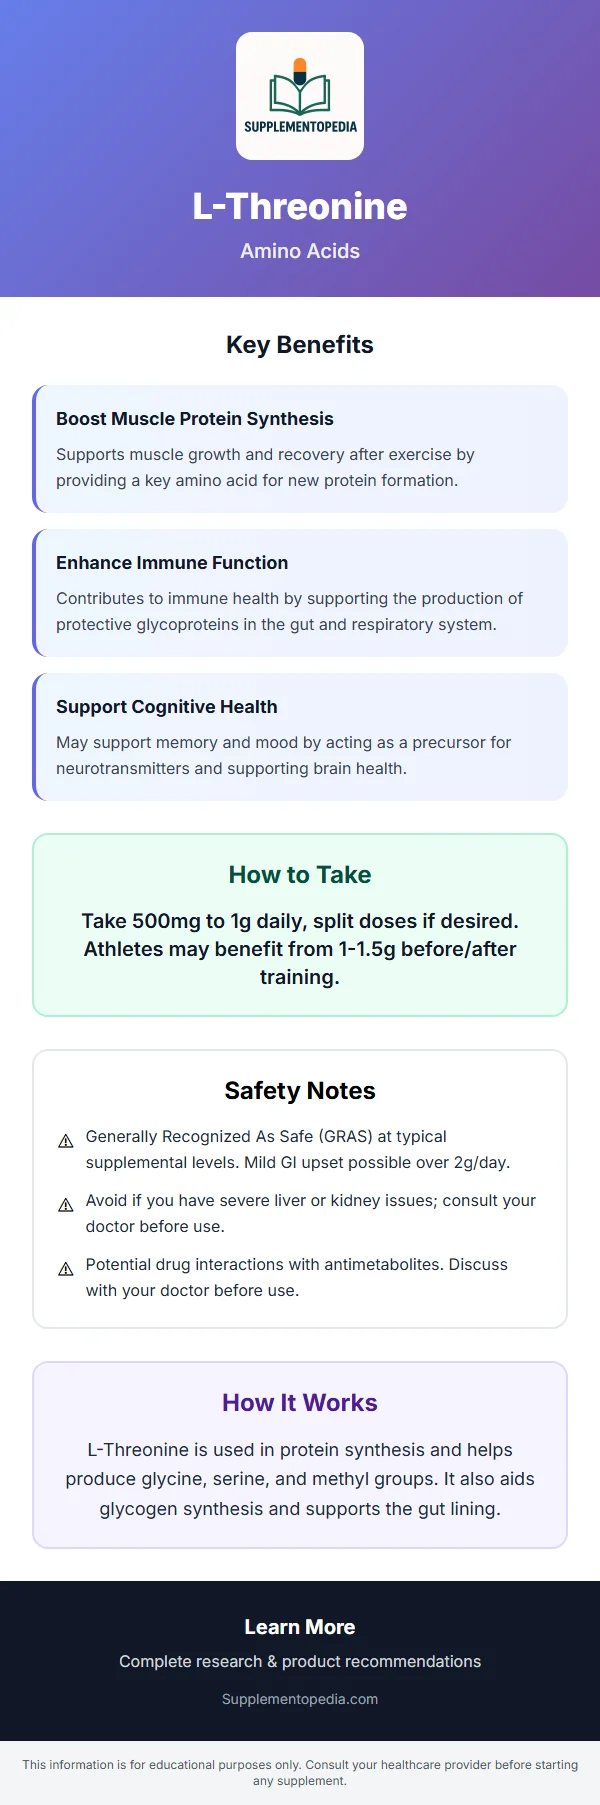 SUPPLEMENTOPEDIA
L-Threonine
Amino Acids
Key Benefits
Boost Muscle Protein Synthesis
Supports muscle growth and recovery after exercise by
providing a key amino acid for new protein formation.
Enhance Immune Function
Contributes to immune health by supporting the production of
protective glycoproteins in the gut and respiratory system.
Support Cognitive Health
May support memory and mood by acting as a precursor for
neurotransmitters and supporting brain health.
How to Take
Take 500mg to 1g daily, split doses if desired.
Athletes may benefit from 1-1.5g before/after
training.
Safety Notes
Generally Recognized As Safe (GRAS) at typical
supplemental levels. Mild GI upset possible over 2g/day.
Avoid if you have severe liver or kidney issues; consult your
doctor before use.
Potential drug interactions with antimetabolites. Discuss
with your doctor before use.
How It Works
L-Threonine is used in protein synthesis and helps
produce glycine, serine, and methyl groups. It also aids
glycogen synthesis and supports the gut lining.
Learn More
Complete research & product recommendations
Supplementopedia.com
This information is for educational purposes only. Consult your healthcare provider before starting
any supplement.